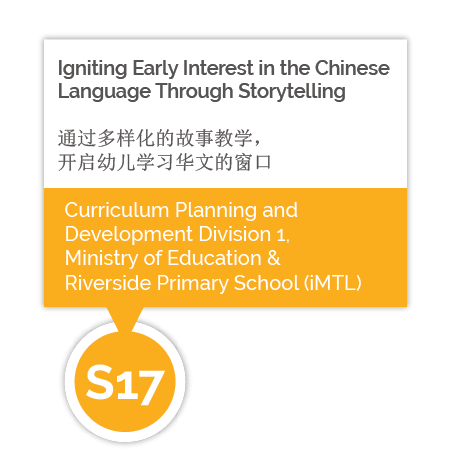 Igniting Early Interest in the Chinese
Language Through Storytelling
通过多样化的故事教学，
开启幼儿学习华文的窗口
Curriculum Planning and
Development Division 1,
Ministry of Education &
Riverside Primary School (iMTL)
S17